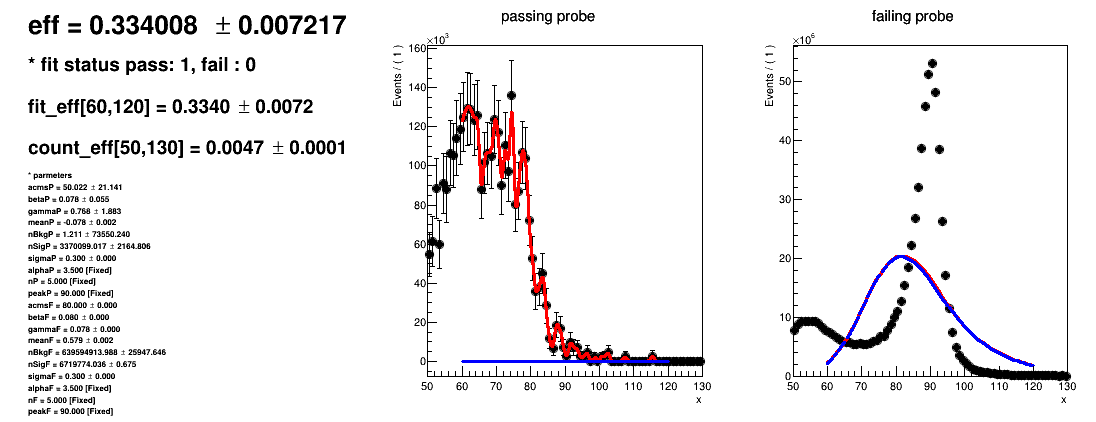 eff = 0.334008 ± 0.007217
* fit status pass: 1, fail : 0
fit_eff[60,120] = 0.3340 ± 0.0072
count_eff[50,130] = 0.0047 ± 0.0001
* parmeters
acmsP = 50.022 ± 21.141
betaP = 0.078 ± 0.055
gammaP = 0.768 ± 1.883
meanP = -0.078 ± 0.002
nBkgP = 1.211 ± 73550.240
nSigP = 3370099.017 ± 2164.806
sigmaP = 0.300 ± 0.000
alphaP = 3.500 [Fixed]
nP = 5.000 [Fixed]
peakP = 90.000 [Fixed]
acmsF = 80.000 ± 0.000
betaF = 0.080 ± 0.000
gammaF = 0.078 ± 0.000
meanF = 0.579 ± 0.002
nBkgF = 639594913.988 ± 25947.646
nSigF = 6719774.036 ± 0.675
sigmaF = 0.300 ± 0.000
alphaF = 3.500 [Fixed]
nF = 5.000 [Fixed]
peakF = 90.000 [Fixed]
passing probe
×10³
Events / ( 1 )
160
140
120
100
80
60
40
20
0
50 60 70 80 90 100 110 120 130
x
failing probe
×10⁶
Events / ( 1 )
50
40
30
20
10
0
50 60 70 80 90 100 110 120 130
x